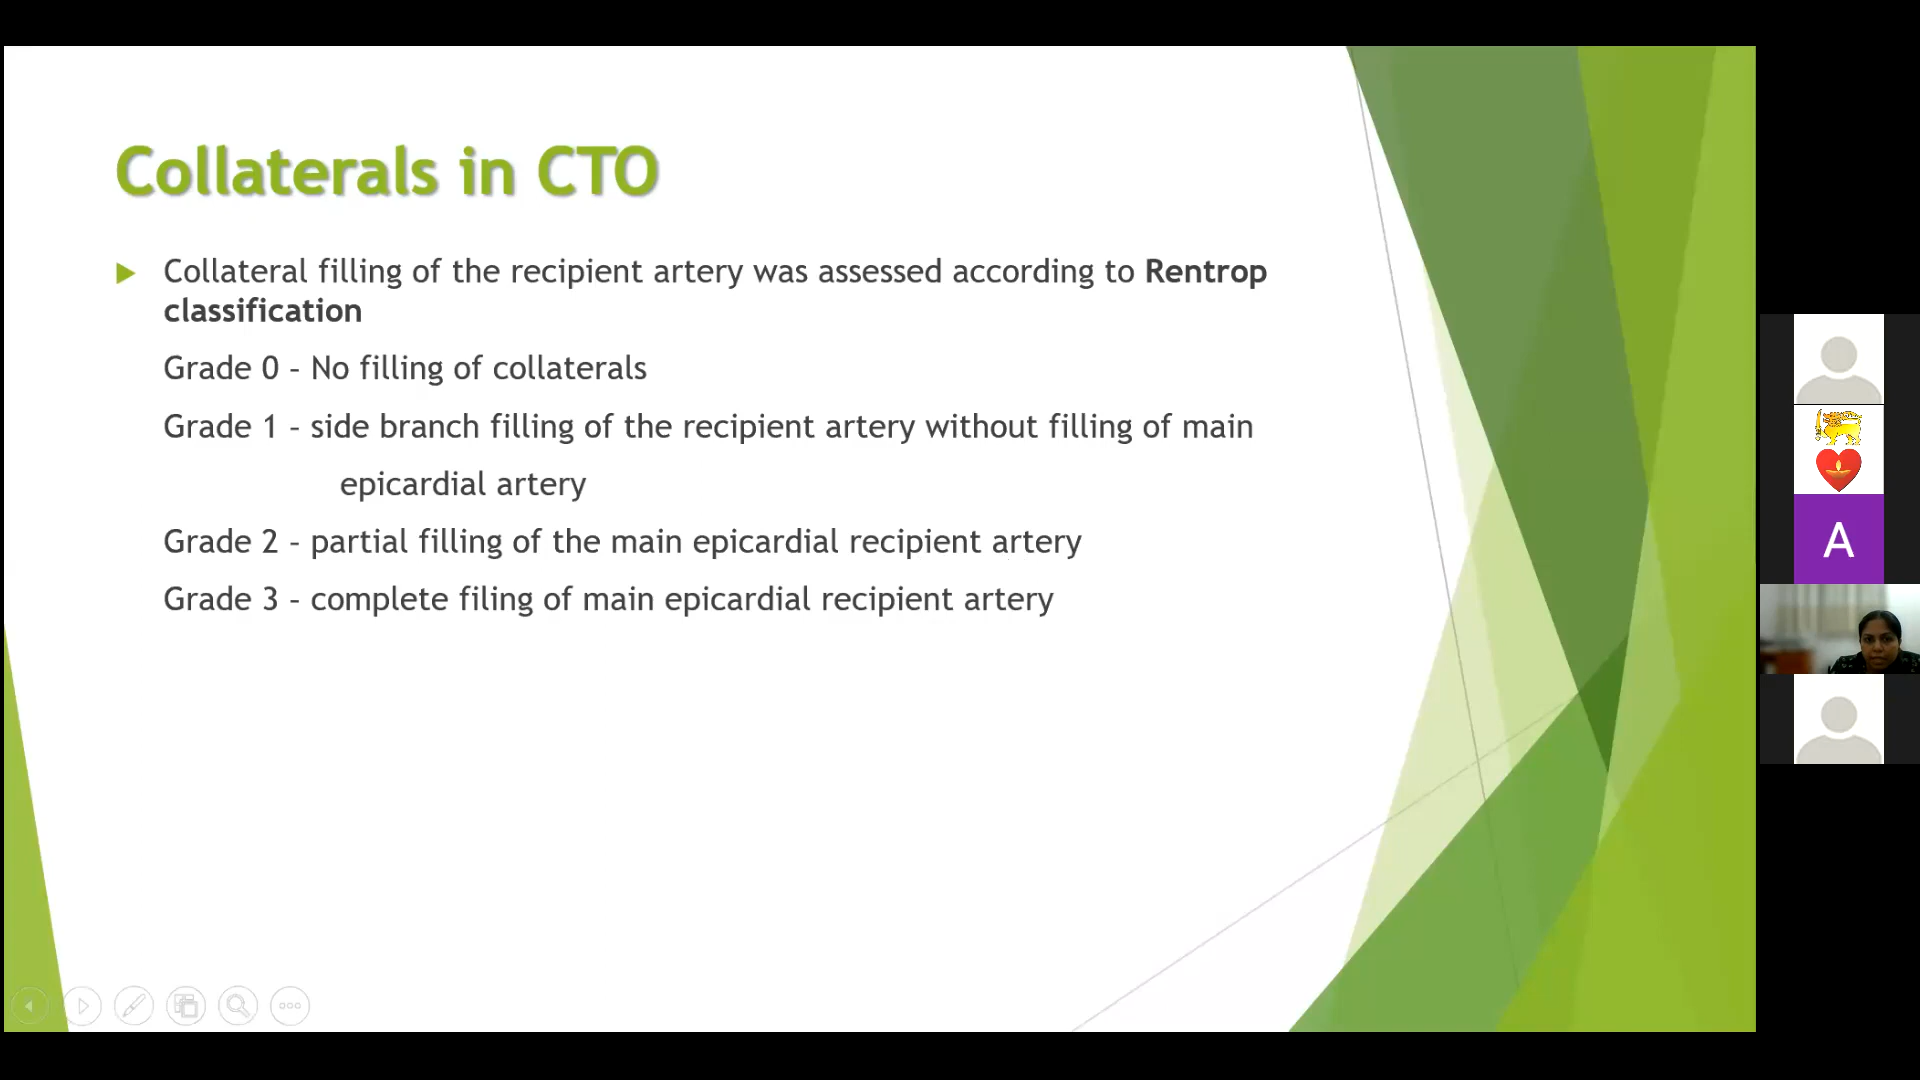 Collaterals in CTO
Collateral filling of the recipient artery was assessed according to Rentrop
classification
Grade 0 – No filling of collaterals
Grade 1 – side branch filling of the recipient artery without filling of main
epicardial artery
Grade 2 – partial filling of the main epicardial recipient artery
Grade 3 – complete filing of main epicardial recipient artery
A